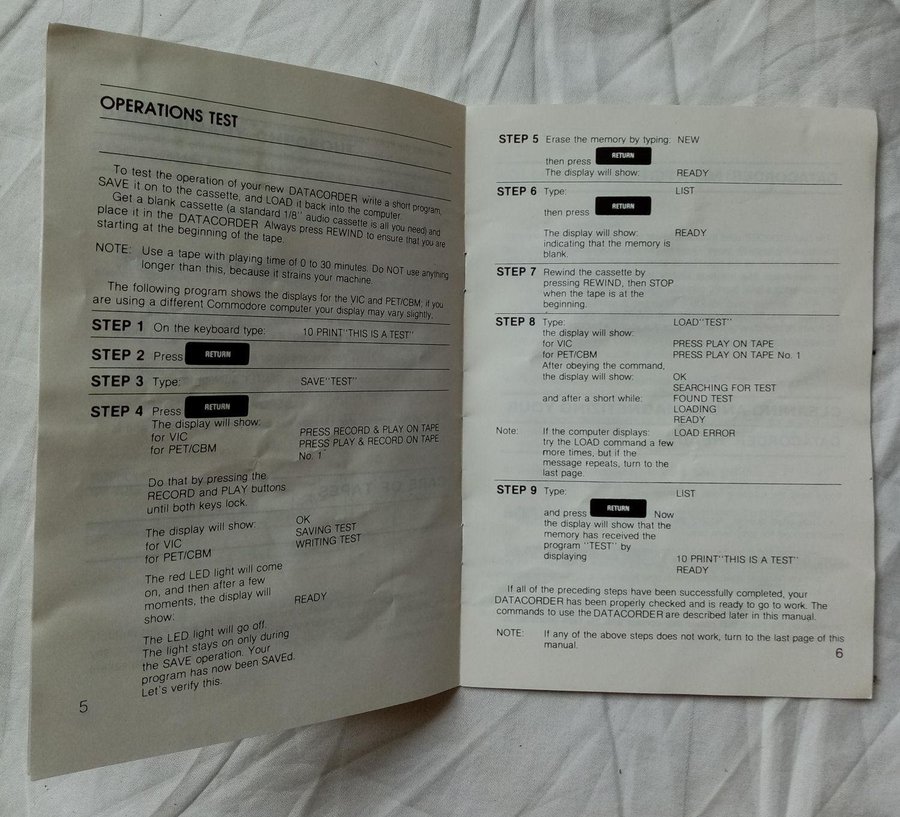 OPERATIONS TEST
To test the operation of your new DATACORDER write a short program,
SAVE it on to the cassette, and LOAD it back into the computer.
Get a blank cassette (a standard 1/8'' audio cassette is all you need) and
place it in the DATACORDER. Always press REWIND to ensure that you are
starting at the beginning of the tape.
NOTE: Use a tape with playing time of 0 to 30 minutes. Do NOT use anything
longer than this, because it strains your machine.
The following program shows the displays for the VIC and PET/CBM; if you
are using a different Commodore computer your display may vary slightly.
STEP 1 On the keyboard type: 10 PRINT''THIS IS A TEST''
STEP 2 Press RETURN
STEP 3 Type: SAVE''TEST''
STEP 4 Press RETURN
The display will show:
for VIC PRESS RECORD & PLAY ON TAPE
for PET/CBM PRESS PLAY & RECORD ON TAPE
No. 1
Do that by pressing the
RECORD and PLAY buttons
until both keys lock.
The display will show: OK
for VIC SAVING TEST
for PET/CBM WRITING TEST
The red LED light will come
on, and then after a few
moments, the display will READY
show:
The LED light will go off.
The light stays on only during
the SAVE operation. Your
program has now been SAVEd.
Let's verify this.
5
STEP 5 Erase the memory by typing: NEW
then press RETURN
The display will show: READY
STEP 6 Type: LIST
then press RETURN
The display will show: READY
indicating that the memory is
blank.
STEP 7 Rewind the cassette by
pressing REWIND, then STOP
when the tape is at the
beginning.
STEP 8 Type: LOAD''TEST''
the display will show:
for VIC PRESS PLAY ON TAPE
for PET/CBM PRESS PLAY ON TAPE No. 1
After obeying the command,
the display will show: OK
SEARCHING FOR TEST
and after a short while: FOUND TEST
LOADING
READY
Note: If the computer displays: LOAD ERROR
try the LOAD command a few
more times, but if the
message repeats, turn to the
last page.
STEP 9 Type: LIST
and press RETURN Now
the display will show that the
memory has received the
program ''TEST'' by
displaying 10 PRINT''THIS IS A TEST''
READY
If all of the preceding steps have been successfully completed, your
DATACORDER has been properly checked and is ready to go to work. The
commands to use the DATACORDER are described later in this manual.
NOTE: If any of the above steps does not work, turn to the last page of this
manual.
6